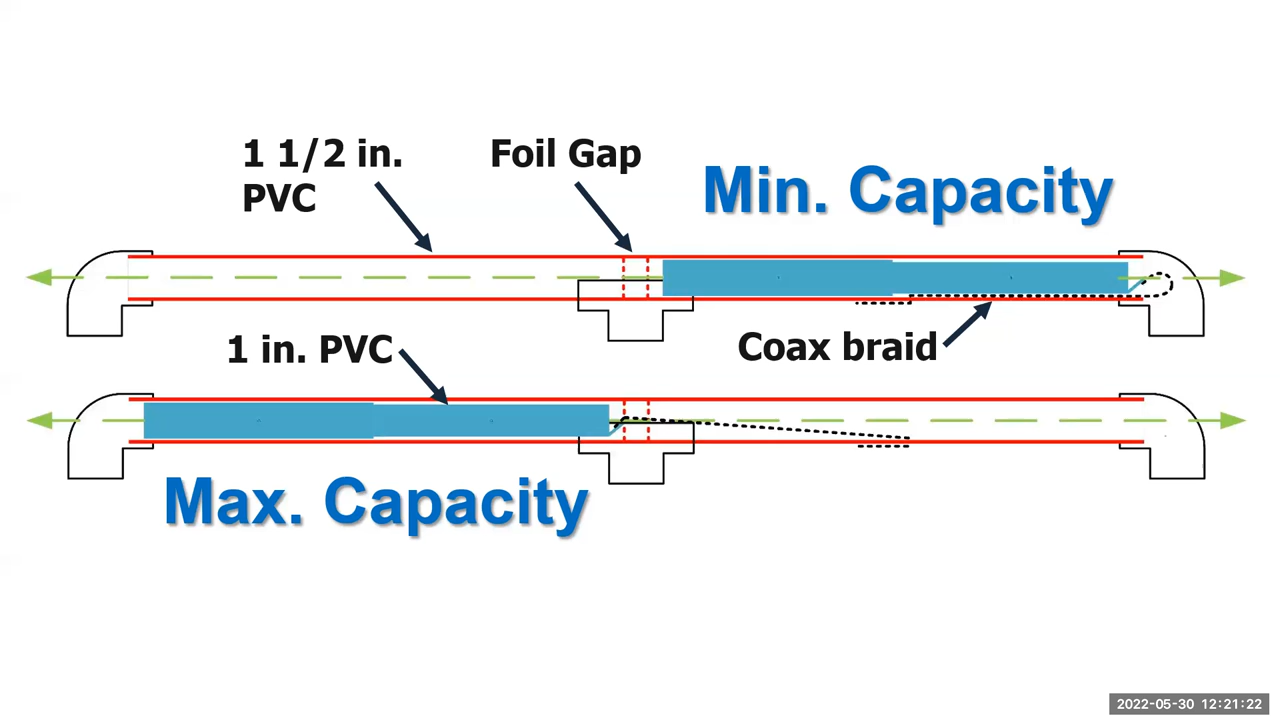 1 1/2 in.
PVC
Foil Gap
Min. Capacity
1 in. PVC
Coax braid
Max. Capacity
2022-05-30 12:21:22